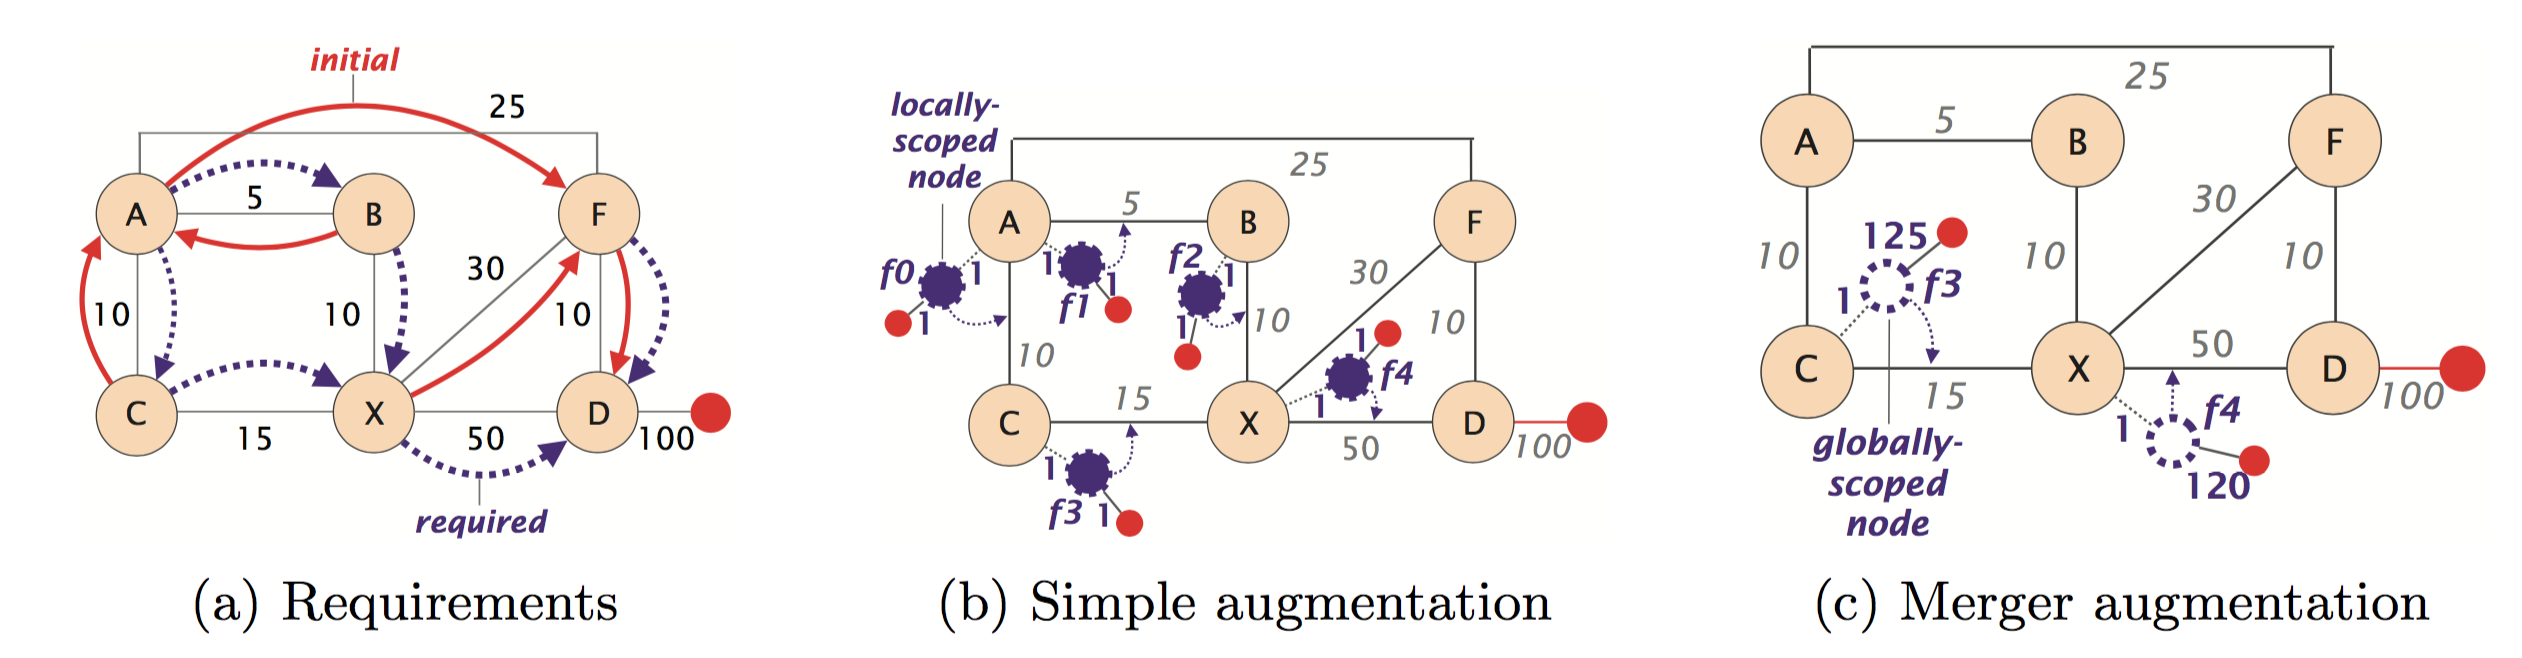 initial
25
A
5
B
F
10
10
30
10
C
X
D
15
50
100
required
(a) Requirements
locally-
scoped
node
25
A
5
B
F
f0
1
1
f1
1
f2
1
1
1
10
10
30
10
1
f4
1
15
C
X
D
50
100
1
f3
1
(b) Simple augmentation
25
A
5
B
F
10
125
1
f3
10
30
10
C
X
D
15
50
100
globally-
scoped
node
1
f4
120
(c) Merger augmentation